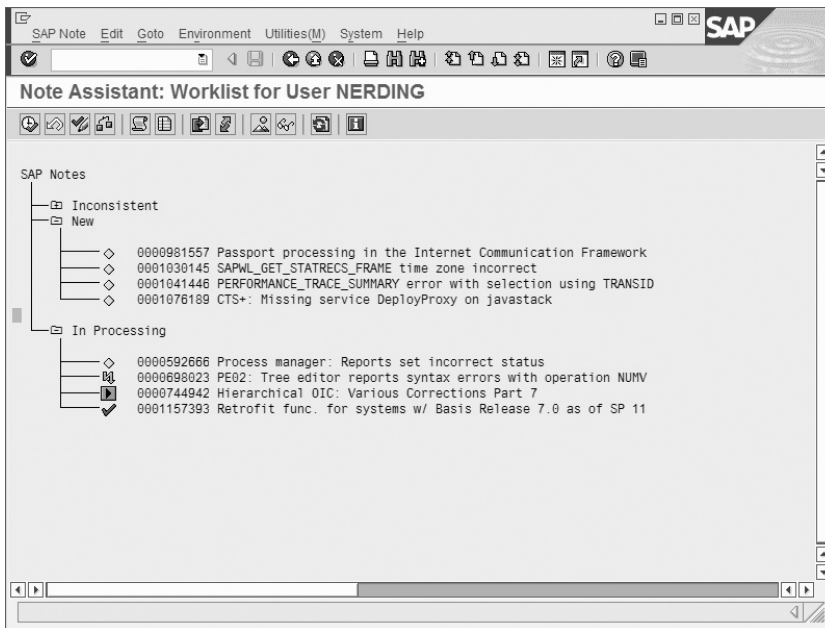 SAP Note Edit Goto Environment Utilities(M) System Help
SAP
Note Assistant: Worklist for User NERDING
SAP Notes
Inconsistent
New
0000981557 Passport processing in the Internet Communication Framework
0001030145 SAPWL_GET_STATRECS_FRAME time zone incorrect
0001041446 PERFORMANCE_TRACE_SUMMARY error with selection using TRANSID
0001076189 CTS+: Missing service DeployProxy on javastack
In Processing
0000592666 Process manager: Reports set incorrect status
0000698023 PE02: Tree editor reports syntax errors with operation NUMV
0000744942 Hierarchical OIC: Various Corrections Part 7
0001157393 Retrofit func. for systems w/ Basis Release 7.0 as of SP 11